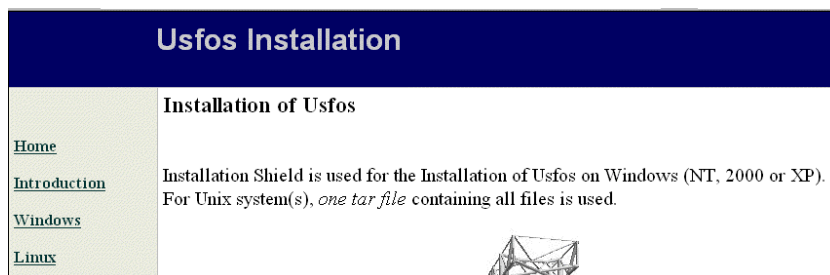 Usfos Installation
Installation of Usfos
Home
Introduction
Windows
Linux
Installation Shield is used for the Installation of Usfos on Windows (NT, 2000 or XP).
For Unix system(s), one tar file containing all files is used.